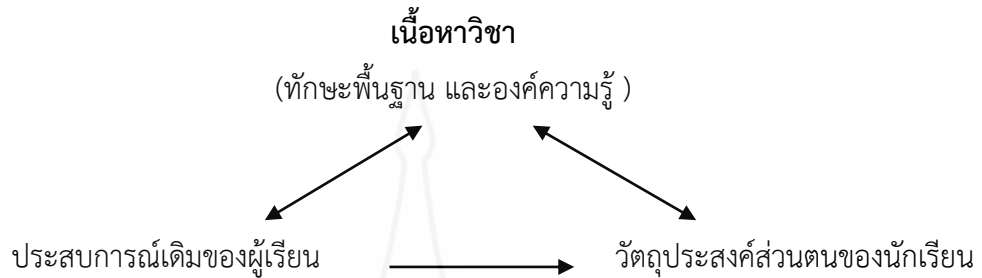 เนื้อหาวิชา
(ทักษะพื้นฐาน และองค์ความรู้ )
ประสบการณ์เดิมของผู้เรียน
วัตถุประสงค์ส่วนตนของนักเรียน